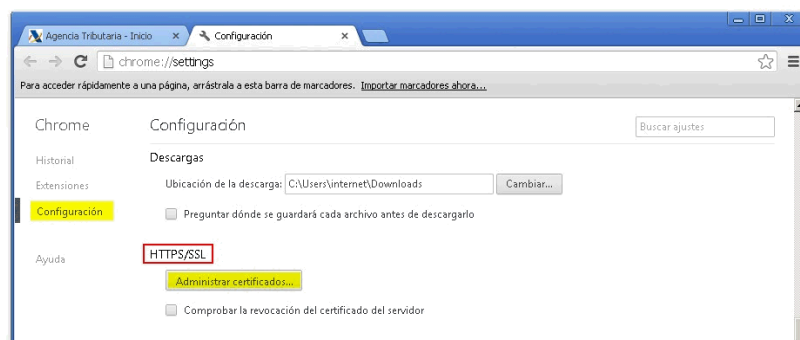 Agencia Tributaria - Inicio
Configuración
chrome://settings
Para acceder rápidamente a una página, arrástrala a esta barra de marcadores. Importar marcadores ahora...
Chrome
Configuración
Buscar ajustes
Historial
Extensiones
Configuración
Ayuda
Descargas
Ubicación de la descarga: C:\Users\internet\Downloads Cambiar...
Preguntar dónde se guardará cada archivo antes de descargarlo
HTTPS/SSL
Administrar certificados...
Comprobar la revocación del certificado del servidor